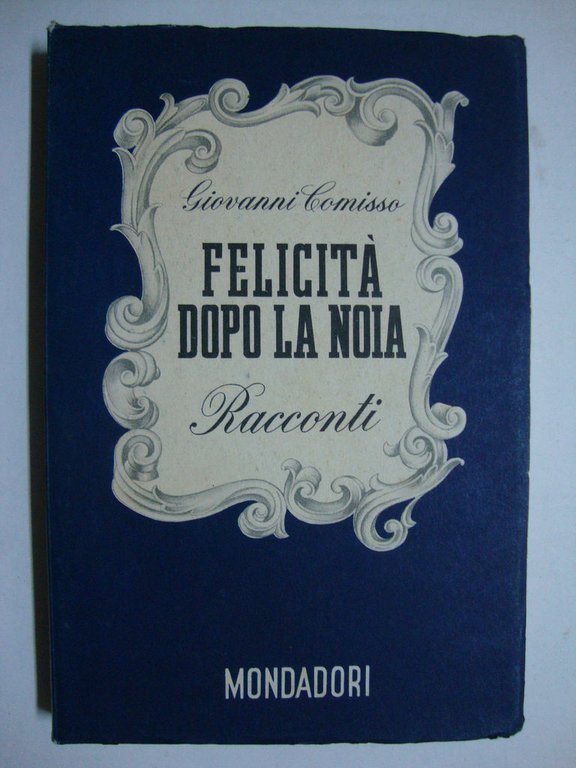 Giovanni Comisso
FELICITÀ
DOPO LA NOIA
Racconti
MONDADORI